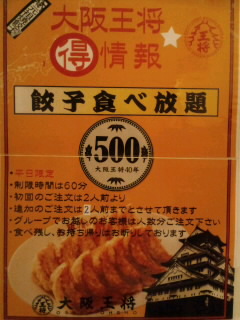 大阪王将
得情報
餃子食べ放題
500
大阪王将40年
・平日限定
・制限時間は60分
・初回のご注文は2人前より
・追加のご注文は2人前までとさせて頂きます
・グループでお越しのお客様は人数分ご注文下さい
・食べ残し、お持ち帰りはお断りしております
大阪王将